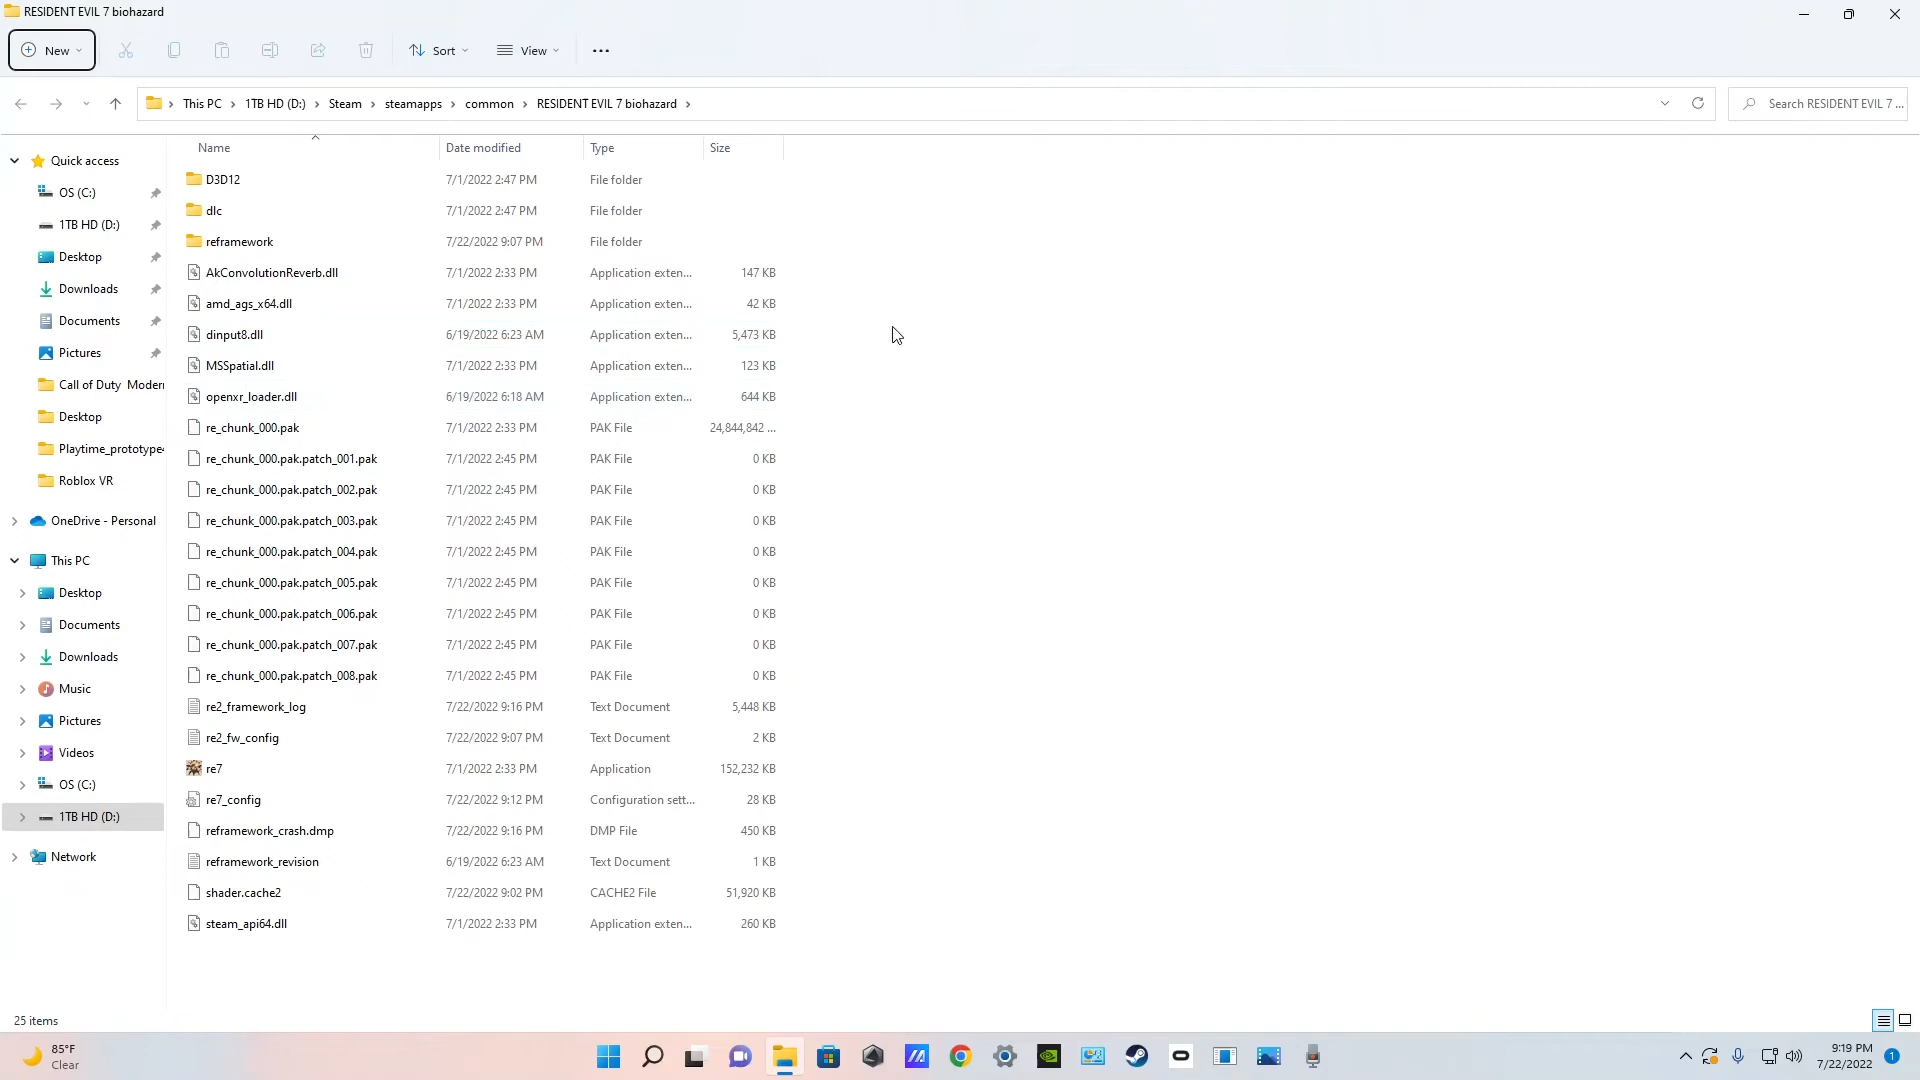 RESIDENT EVIL 7 biohazard
New Sort View
This PC 1TB HD (D:) Steam steamapps common RESIDENT EVIL 7 biohazard Search RESIDENT EVIL 7 ...
Name Date modified Type Size
Quick access
OS (C:)
1TB HD (D:)
Desktop
Downloads
Documents
Pictures
Call of Duty Moder
Desktop
Playtime_prototype
Roblox VR
OneDrive - Personal
This PC
Desktop
Documents
Downloads
Music
Pictures
Videos
OS (C:)
1TB HD (D:)
Network
D3D12 7/1/2022 2:47 PM File folder
dlc 7/1/2022 2:47 PM File folder
reframework 7/22/2022 9:07 PM File folder
AkConvolutionReverb.dll 7/1/2022 2:33 PM Application exten... 147 KB
amd_ags_x64.dll 7/1/2022 2:33 PM Application exten... 42 KB
dinput8.dll 6/19/2022 6:23 AM Application exten... 5,473 KB
MSSpatial.dll 7/1/2022 2:33 PM Application exten... 123 KB
openxr_loader.dll 6/19/2022 6:18 AM Application exten... 644 KB
re_chunk_000.pak 7/1/2022 2:33 PM PAK File 24,844,842 ...
re_chunk_000.pak.patch_001.pak 7/1/2022 2:45 PM PAK File 0 KB
re_chunk_000.pak.patch_002.pak 7/1/2022 2:45 PM PAK File 0 KB
re_chunk_000.pak.patch_003.pak 7/1/2022 2:45 PM PAK File 0 KB
re_chunk_000.pak.patch_004.pak 7/1/2022 2:45 PM PAK File 0 KB
re_chunk_000.pak.patch_005.pak 7/1/2022 2:45 PM PAK File 0 KB
re_chunk_000.pak.patch_006.pak 7/1/2022 2:45 PM PAK File 0 KB
re_chunk_000.pak.patch_007.pak 7/1/2022 2:45 PM PAK File 0 KB
re_chunk_000.pak.patch_008.pak 7/1/2022 2:45 PM PAK File 0 KB
re2_framework_log 7/22/2022 9:16 PM Text Document 5,448 KB
re2_fw_config 7/22/2022 9:07 PM Text Document 2 KB
re7 7/1/2022 2:33 PM Application 152,232 KB
re7_config 7/22/2022 9:12 PM Configuration sett... 28 KB
reframework_crash.dmp 7/22/2022 9:16 PM DMP File 450 KB
reframework_revision 6/19/2022 6:23 AM Text Document 1 KB
shader.cache2 7/22/2022 9:02 PM CACHE2 File 51,920 KB
steam_api64.dll 7/1/2022 2:33 PM Application exten... 260 KB
25 items
85°F
Clear
9:19 PM
7/22/2022
1